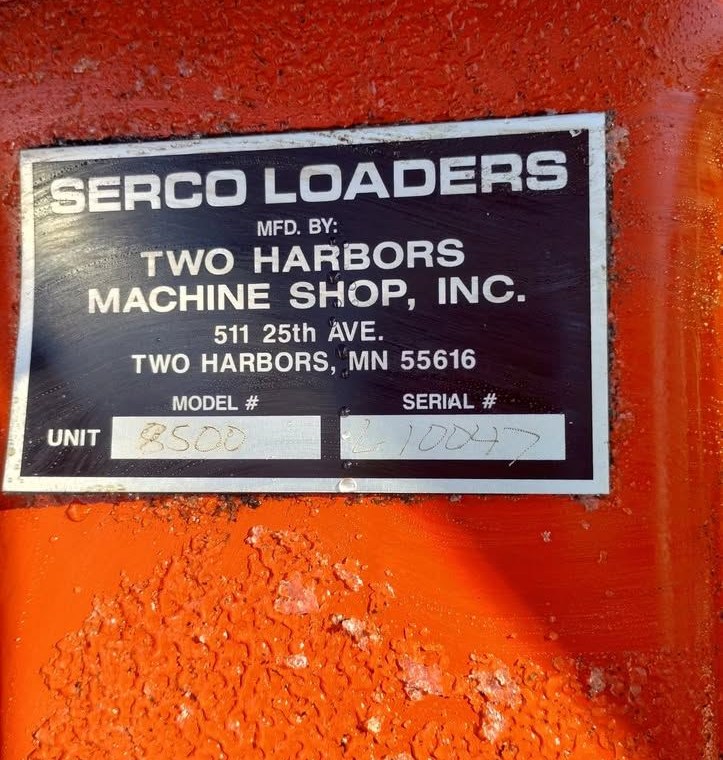 SERCO LOADERS
MFD. BY:
TWO HARBORS
MACHINE SHOP, INC.
511 25th AVE.
TWO HARBORS, MN 55616
MODEL # SERIAL #
UNIT 8500 L10047